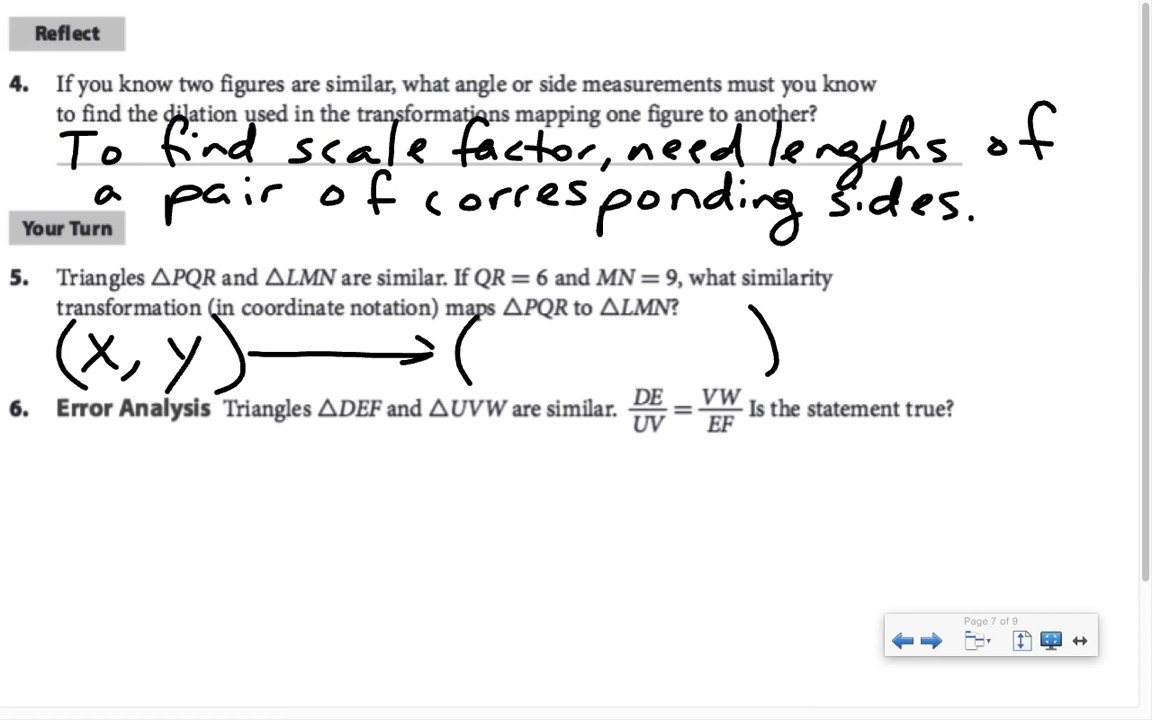 Reflect
4. If you know two figures are similar, what angle or side measurements must you know
to find the dilation used in the transformations mapping one figure to another?
To find scale factor, need lengths of
a pair of corresponding sides.
Your Turn
5. Triangles △PQR and △LMN are similar. If QR = 6 and MN = 9, what similarity
transformation (in coordinate notation) maps △PQR to △LMN?
(x, y) → ( )
6. Error Analysis Triangles △DEF and △UVW are similar. DE/UV = VW/EF Is the statement true?
Page 7 of 9